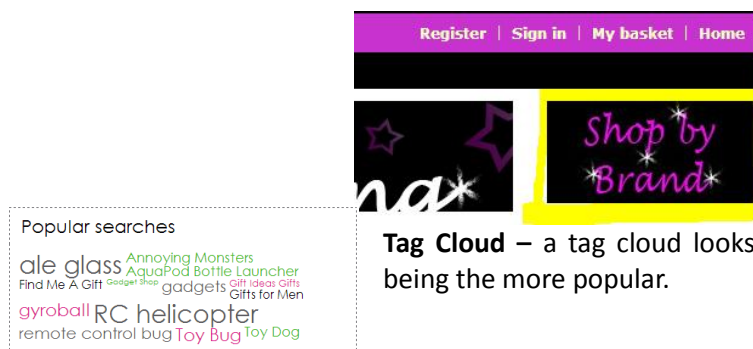 Register | Sign in | My basket | Home
ng
Shop by
Brand
Tag Cloud – a tag cloud looks
being the more popular.
Popular searches
ale glass Annoying Monsters
AquaPod Bottle Launcher
Find Me A Gift Gadget Shop gadgets Gift Ideas Gifts
Gifts for Men
gyroball RC helicopter
remote control bug Toy Bug Toy Dog